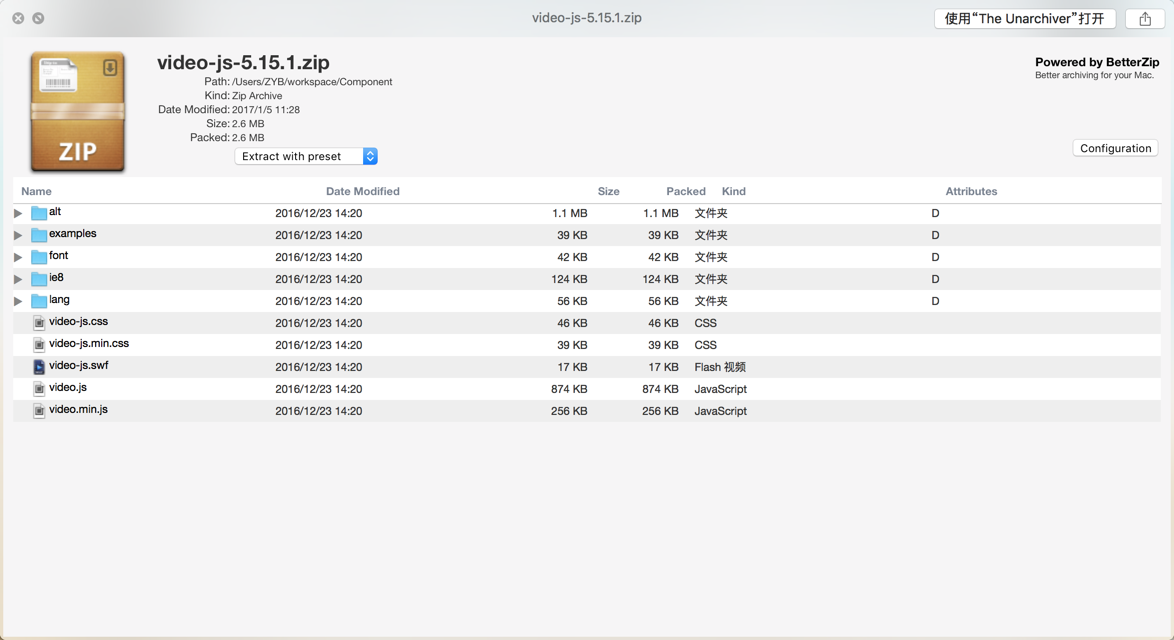 video-js-5.15.1.zip
使用“The Unarchiver”打开
video-js-5.15.1.zip
Path: /Users/ZYB/workspace/Component
Kind: Zip Archive
Date Modified: 2017/1/5 11:28
Size: 2.6 MB
Packed: 2.6 MB
Extract with preset
ZIP
Powered by BetterZip
Better archiving for your Mac.
Configuration
Name Date Modified Size Packed Kind Attributes
alt 2016/12/23 14:20 1.1 MB 1.1 MB 文件夹 D
examples 2016/12/23 14:20 39 KB 39 KB 文件夹 D
font 2016/12/23 14:20 42 KB 42 KB 文件夹 D
ie8 2016/12/23 14:20 124 KB 124 KB 文件夹 D
lang 2016/12/23 14:20 56 KB 56 KB 文件夹 D
video-js.css 2016/12/23 14:20 46 KB 46 KB CSS
video-js.min.css 2016/12/23 14:20 39 KB 39 KB CSS
video-js.swf 2016/12/23 14:20 17 KB 17 KB Flash 视频
video.js 2016/12/23 14:20 874 KB 874 KB JavaScript
video.min.js 2016/12/23 14:20 256 KB 256 KB JavaScript